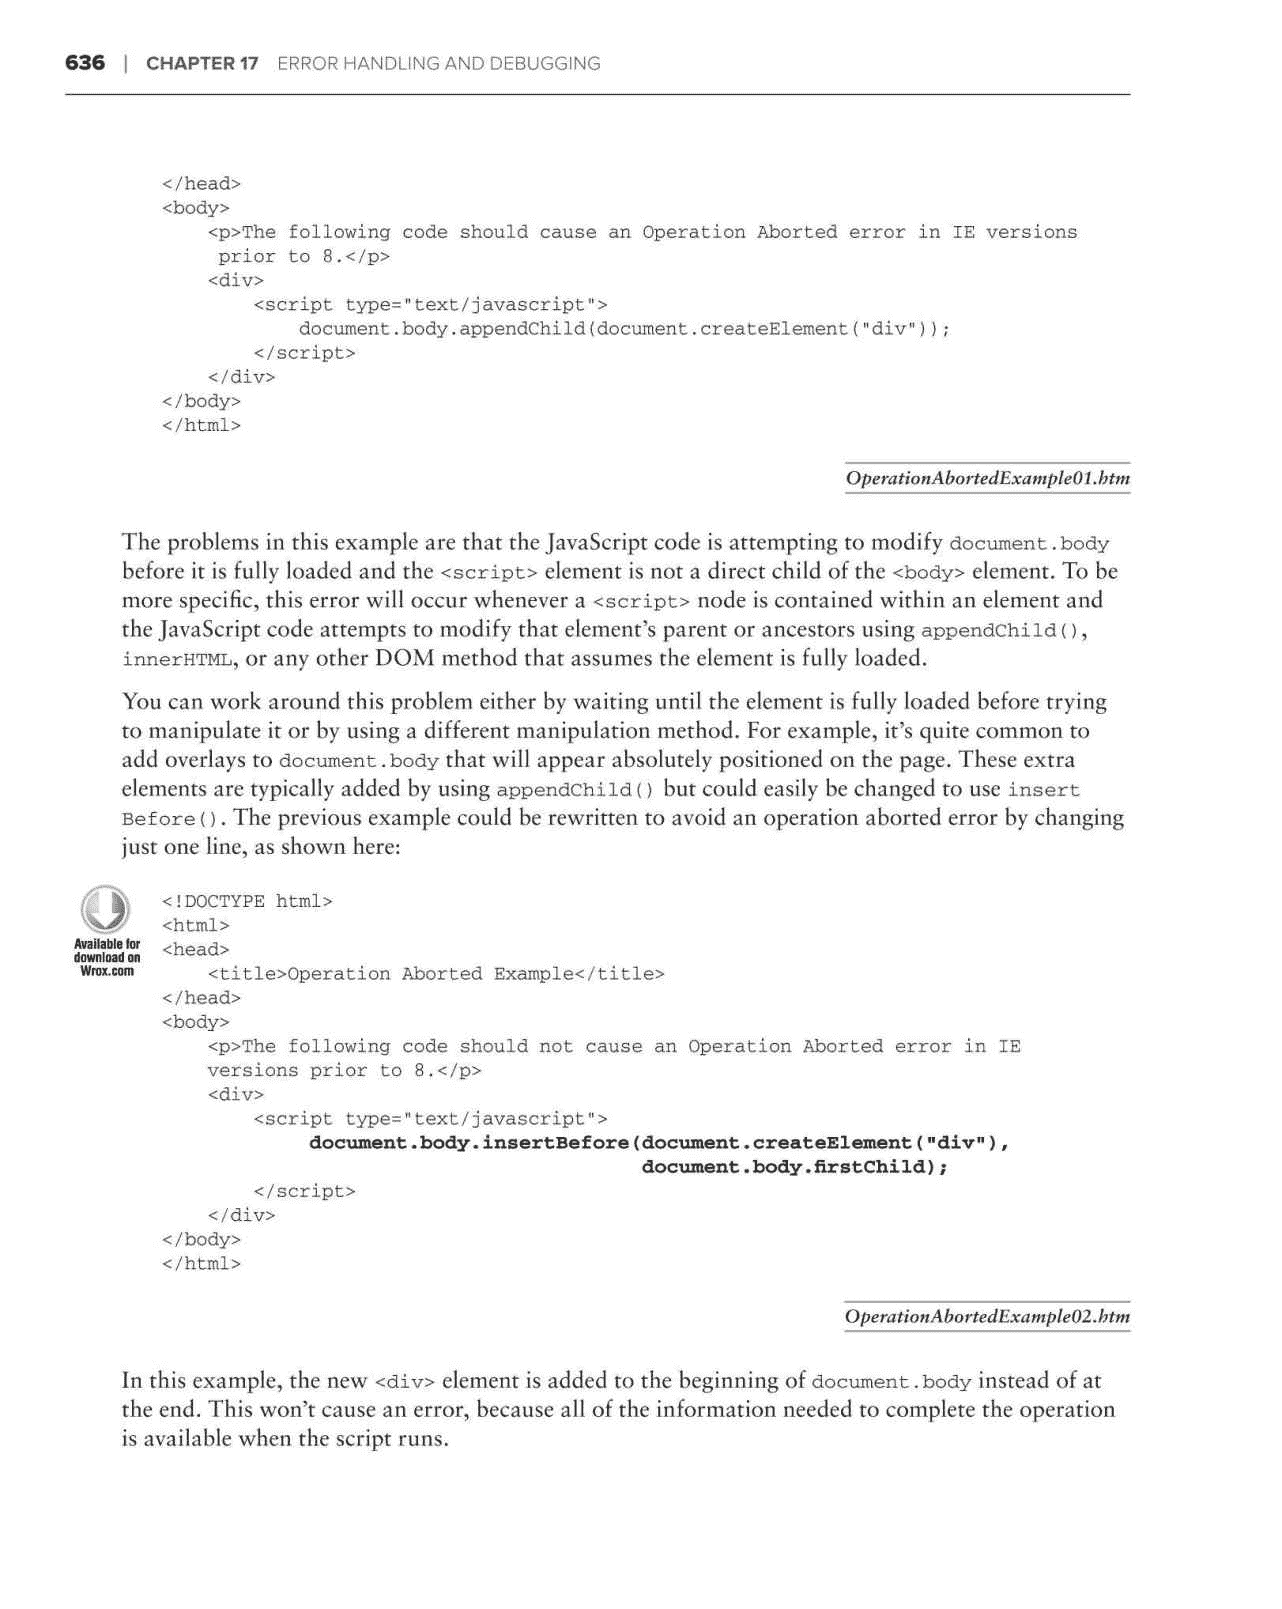 636 | CHAPTER 17 ERROR HANDLING AND DEBUGGING
</head>
<body>
<p>The following code should cause an Operation Aborted error in IE versions
prior to 8.</p>
<div>
<script type="text/javascript">
document.body.appendChild(document.createElement("div"));
</script>
</div>
</body>
</html>
OperationAbortedExample01.htm
The problems in this example are that the JavaScript code is attempting to modify document.body
before it is fully loaded and the <script> element is not a direct child of the <body> element. To be
more specific, this error will occur whenever a <script> node is contained within an element and
the JavaScript code attempts to modify that element's parent or ancestors using appendChild(),
innerHTML, or any other DOM method that assumes the element is fully loaded.
You can work around this problem either by waiting until the element is fully loaded before trying
to manipulate it or by using a different manipulation method. For example, it's quite common to
add overlays to document.body that will appear absolutely positioned on the page. These extra
elements are typically added by using appendChild() but could easily be changed to use insert
Before(). The previous example could be rewritten to avoid an operation aborted error by changing
just one line, as shown here:
Available for
download on
Wrox.com
<!DOCTYPE html>
<html>
<head>
<title>Operation Aborted Example</title>
</head>
<body>
<p>The following code should not cause an Operation Aborted error in IE
versions prior to 8.</p>
<div>
<script type="text/javascript">
document.body.insertBefore(document.createElement("div"),
document.body.firstChild);
</script>
</div>
</body>
</html>
OperationAbortedExample02.htm
In this example, the new <div> element is added to the beginning of document.body instead of at
the end. This won't cause an error, because all of the information needed to complete the operation
is available when the script runs.